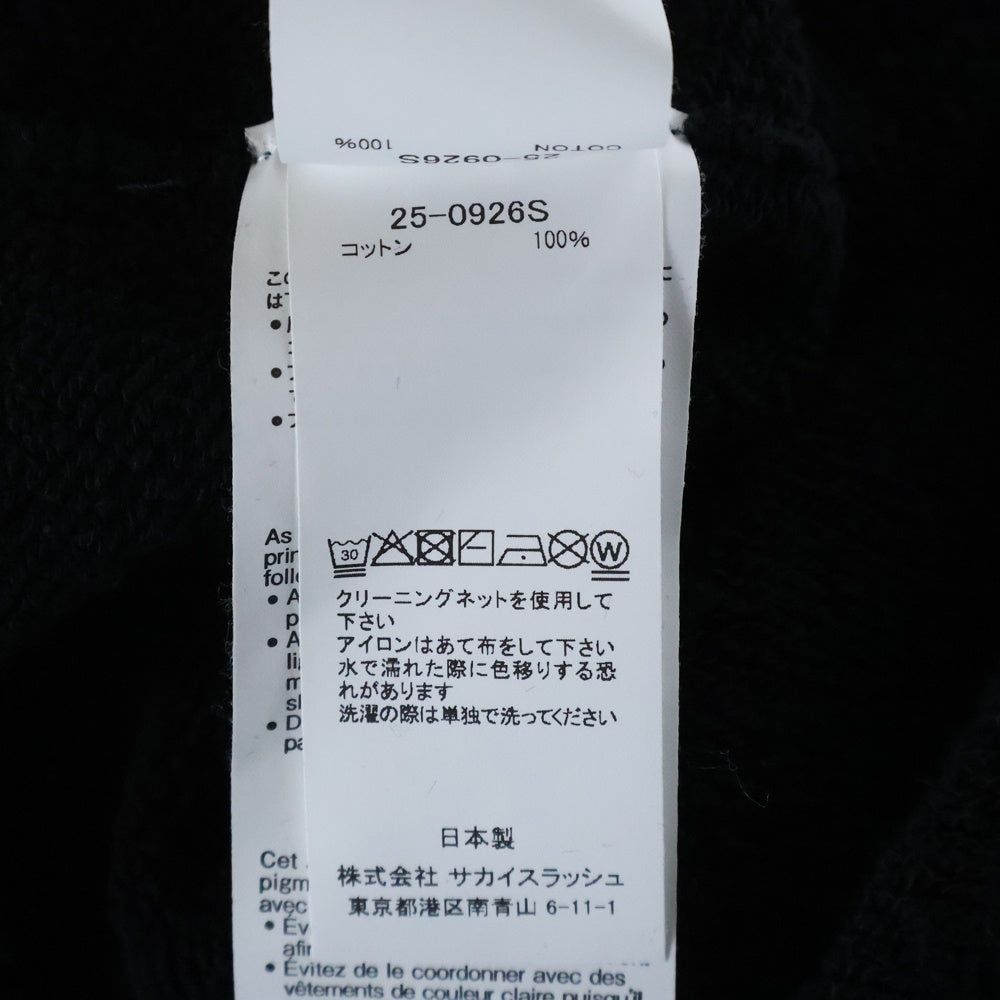 COTON 100%
25-0926S
25-0926S
コットン 100%
30
W
クリーニングネットを使用して
下さい
アイロンはあて布をして下さい
水で濡れた際に色移りする恐
れがあります
洗濯の際は単独で洗ってください
日本製
株式会社 サカイスラッシュ
東京都港区南青山 6-11-1
As
Cet
avec
• Évitez de le coordonner avec des
vêtements de couleur claire puisqu'il